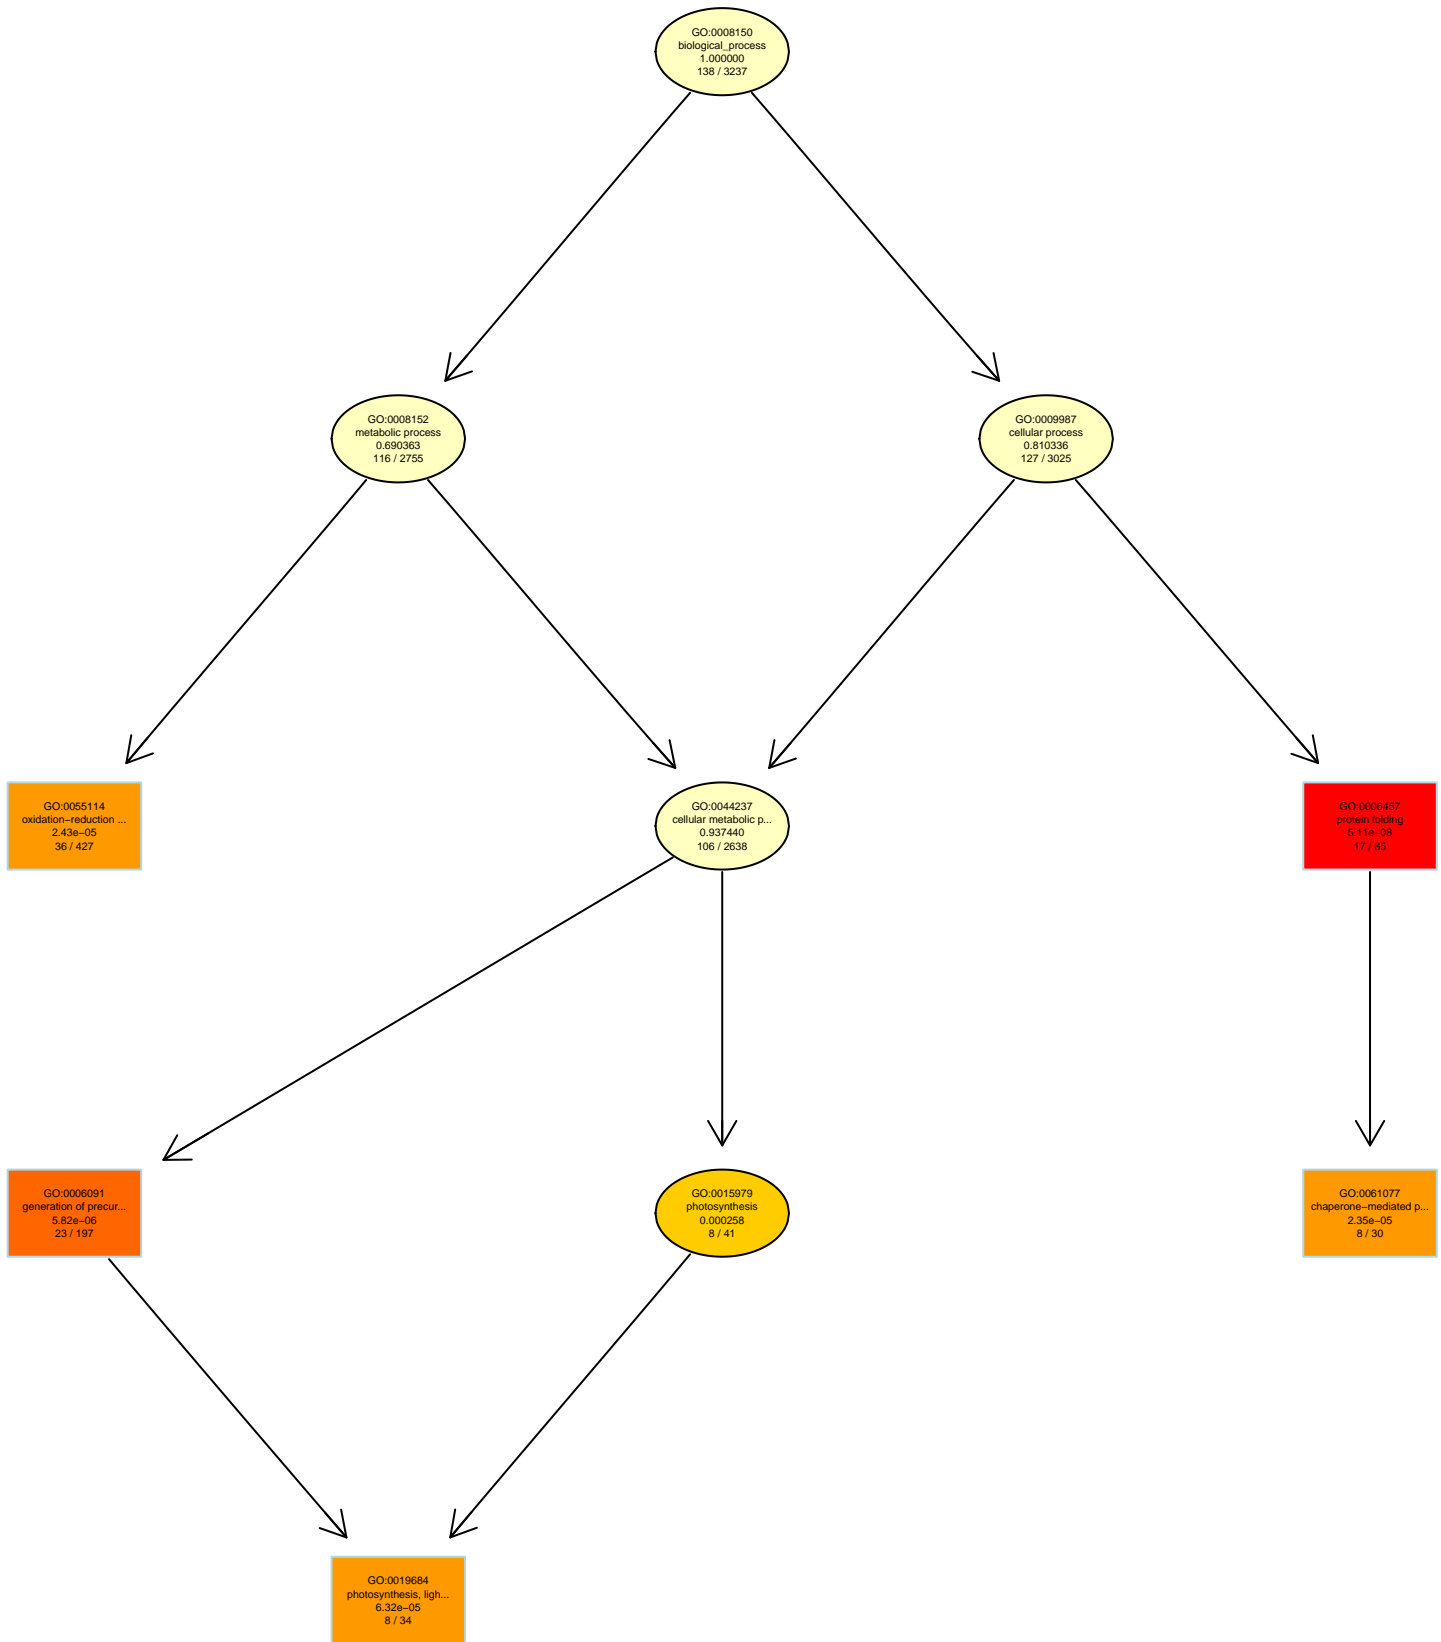 GO:0008150
biological_process
1.000000
138 / 3237
GO:0008152
metabolic process
0.690363
116 / 2755
GO:0009987
cellular process
0.810336
127 / 3025
GO:0055114
oxidation−reduction ...
2.43e−05
36 / 427
GO:0044237
cellular metabolic p...
0.937440
106 / 2638
GO:0006457
protein folding
5.11e−08
17 / 85
GO:0006091
generation of precur...
5.82e−06
23 / 197
GO:0015979
photosynthesis
0.000258
8 / 41
GO:0061077
chaperone−mediated p...
2.35e−05
8 / 30
GO:0019684
photosynthesis, ligh...
6.32e−05
8 / 34